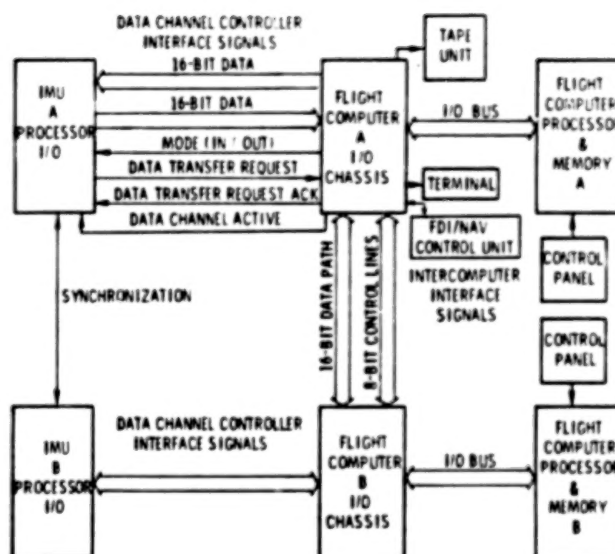 DATA CHANNEL CONTROLLER
INTERFACE SIGNALS
16-BIT DATA
16-BIT DATA
MODE (IN / OUT)
DATA TRANSFER REQUEST
DATA TRANSFER REQUEST ACK
DATA CHANNEL ACTIVE
IMU
A
PROCESSOR
I/O
FLIGHT
COMPUTER
A
I/O
CHASSIS
TAPE
UNIT
I/O BUS
FLIGHT
COMPUTER
PROCESSOR
&
MEMORY
A
TERMINAL
FDI/NAV
CONTROL UNIT
INTERCOMPUTER
INTERFACE
SIGNALS
CONTROL
PANEL
SYNCHRONIZATION
16-BIT DATA PATH
8-BIT CONTROL LINES
CONTROL
PANEL
IMU
B
PROCESSOR
I/O
DATA CHANNEL CONTROLLER
INTERFACE SIGNALS
FLIGHT
COMPUTER
B
I/O
CHASSIS
I/O BUS
FLIGHT
COMPUTER
PROCESSOR
&
MEMORY
B